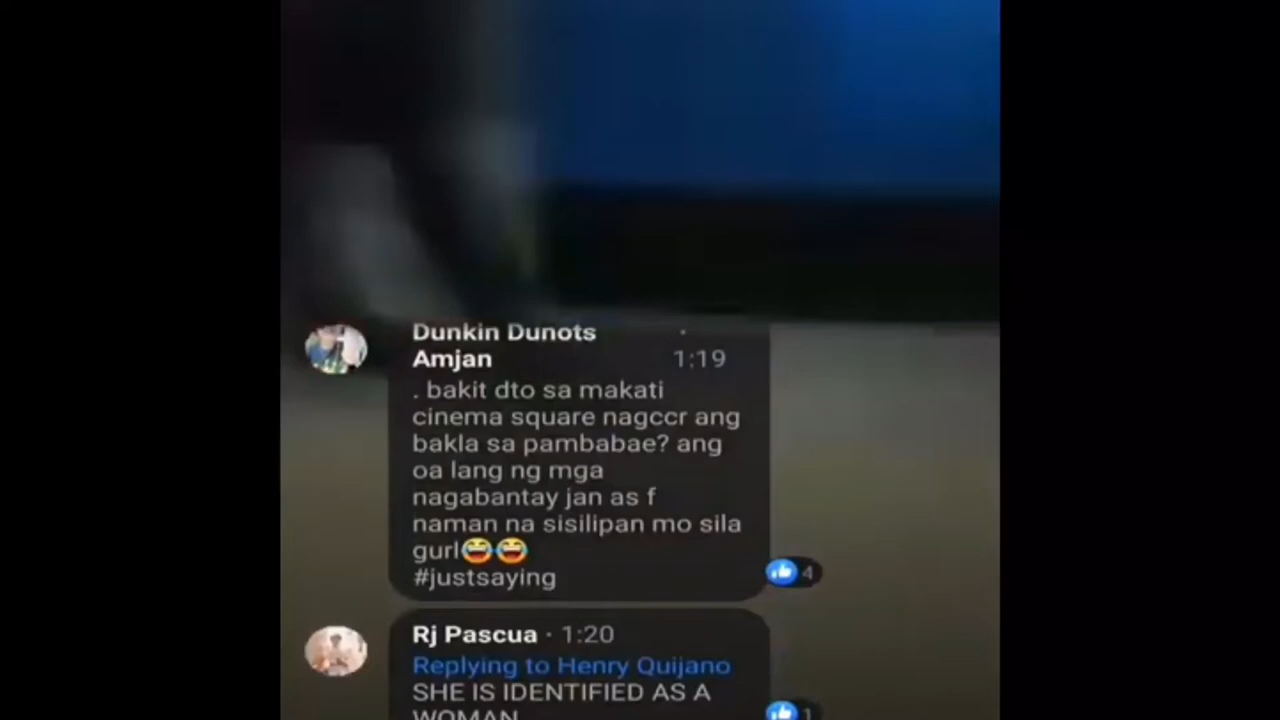 Dunkin Dunots ·
Amjan 1:19
. bakit dto sa makati
cinema square nagccr ang
bakla sa pambabae? ang
oa lang ng mga
nagabantay jan as f
naman na sisilipan mo sila
gurl😂😂
#justsaying
4
Rj Pascua · 1:20
Replying to Henry Quijano
SHE IS IDENTIFIED AS A
WOMAN
1